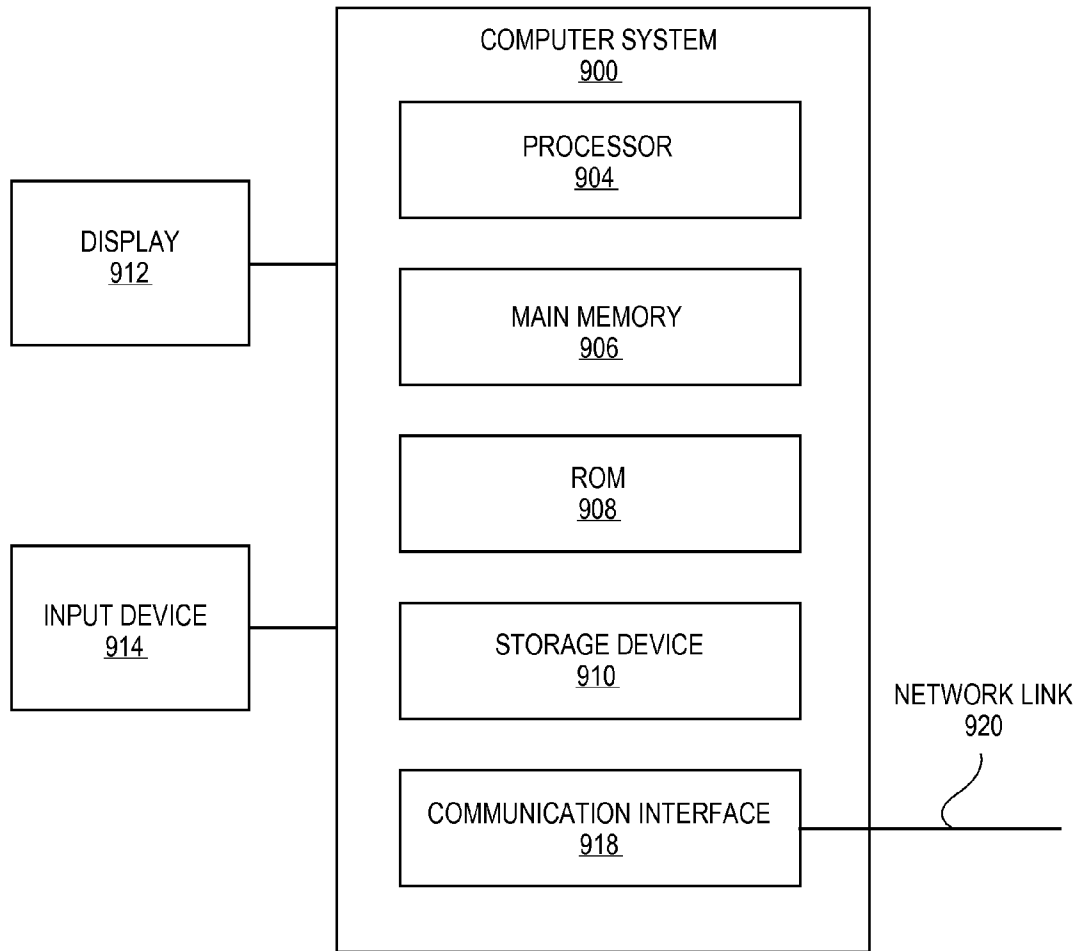 COMPUTER SYSTEM
900
PROCESSOR
904
DISPLAY
912
MAIN MEMORY
906
ROM
908
INPUT DEVICE
914
STORAGE DEVICE
910
NETWORK LINK
920
COMMUNICATION INTERFACE
918